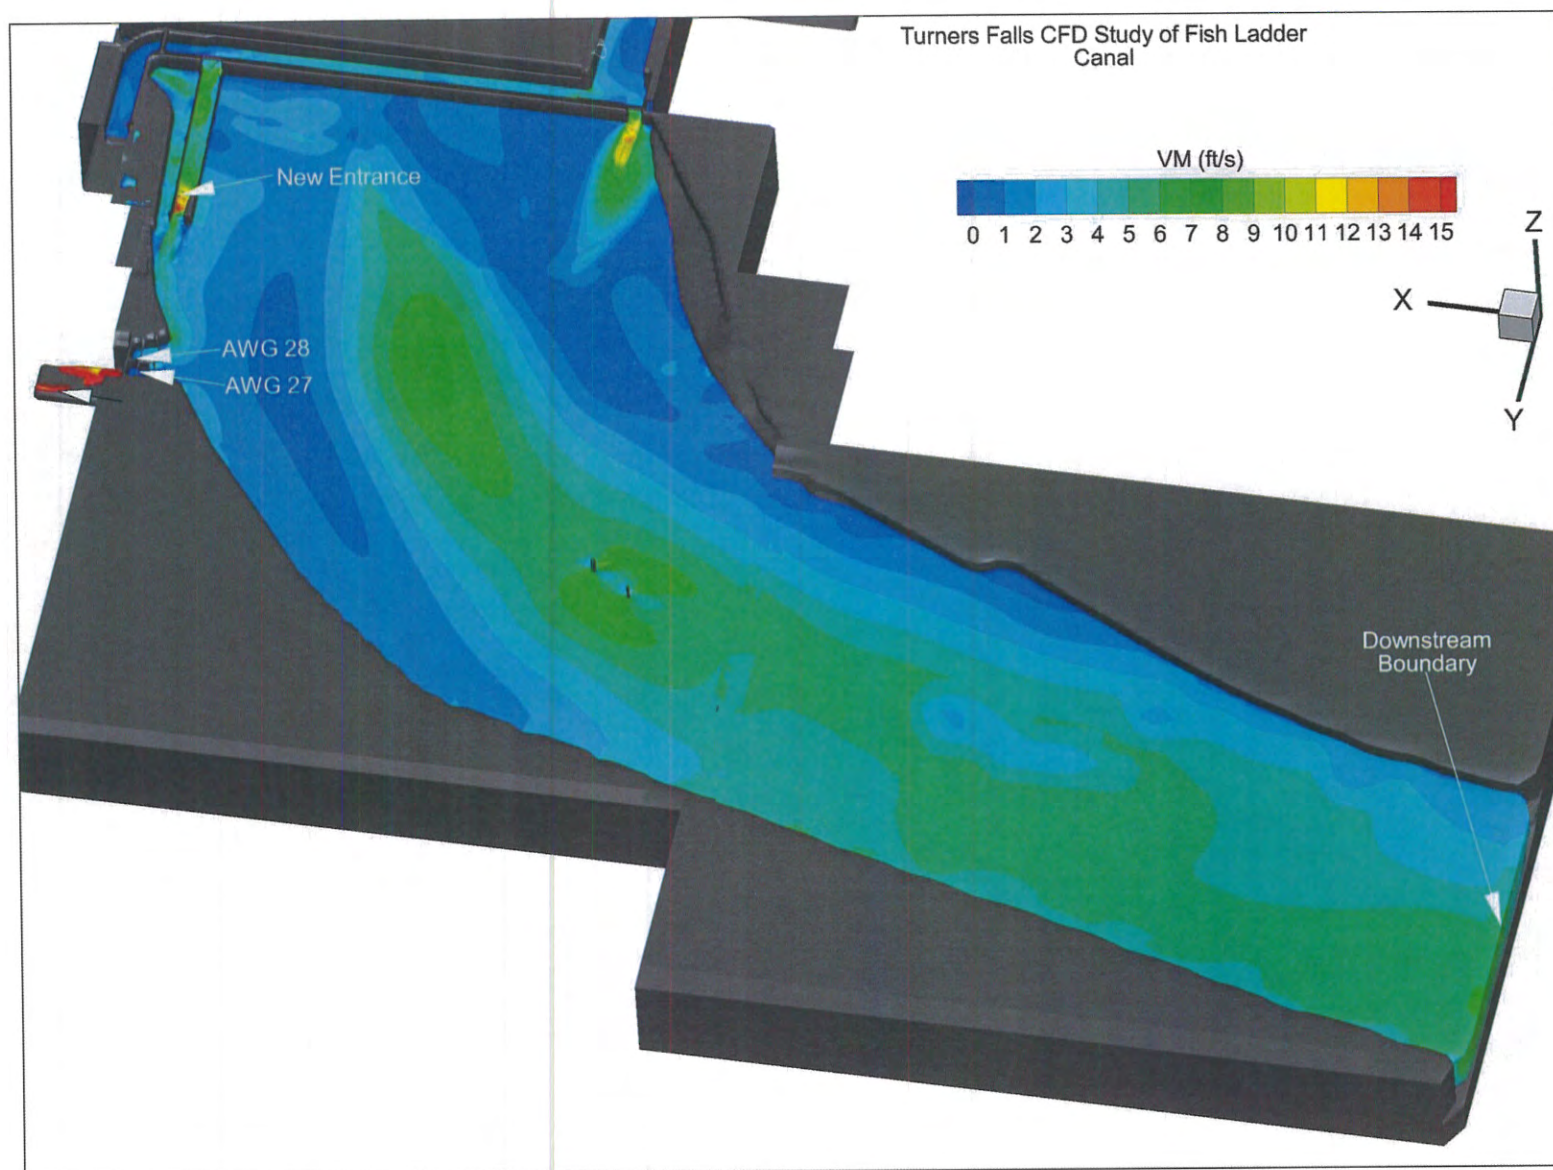 Turners Falls CFD Study of Fish Ladder
Canal
VM (ft/s)
0 1 2 3 4 5 6 7 8 9 10 11 12 13 14 15
Z
X
Y
New Entrance
AWG 28
AWG 27
Downstream
Boundary